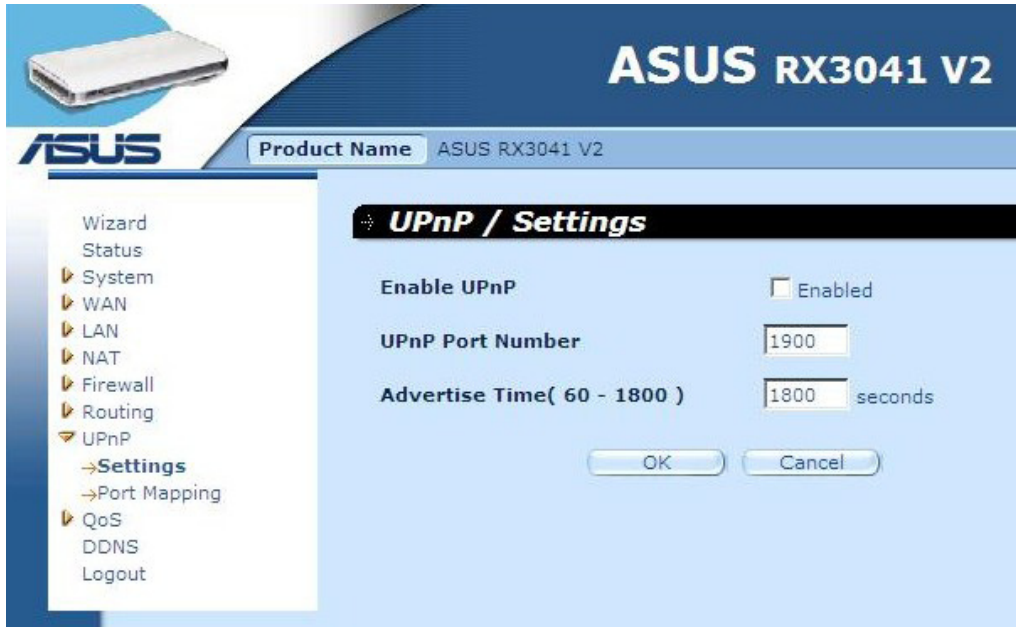 ASUS RX3041 V2
ASUS
Product Name ASUS RX3041 V2
Wizard
Status
System
WAN
LAN
NAT
Firewall
Routing
UPnP
Settings
Port Mapping
QoS
DDNS
Logout
UPnP / Settings
Enable UPnP Enabled
UPnP Port Number 1900
Advertise Time( 60 - 1800 ) 1800 seconds
OK Cancel